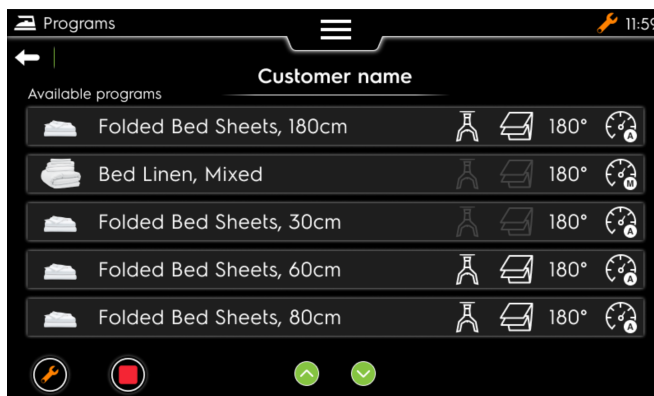 Programs
11:59
Customer name
Available programs
Folded Bed Sheets, 180cm 180° A
Bed Linen, Mixed 180° M
Folded Bed Sheets, 30cm 180° A
Folded Bed Sheets, 60cm 180° A
Folded Bed Sheets, 80cm 180° A